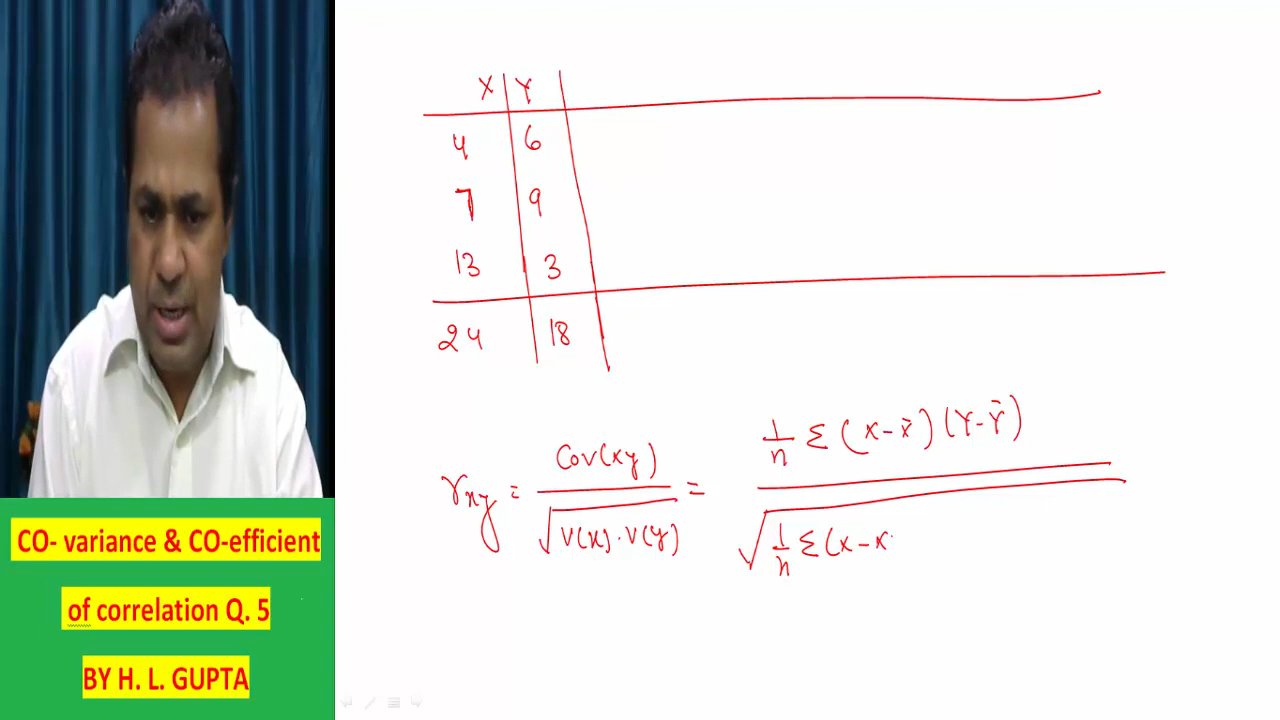 X Y
4 6
7 9
13 3
24 18
r_xy = Cov(xy) / √V(x)·V(y) = 1/n Σ(x-x̄)(Y-Ȳ) / √1/n Σ(x-x
CO- variance & CO-efficient
of correlation Q. 5
BY H. L. GUPTA